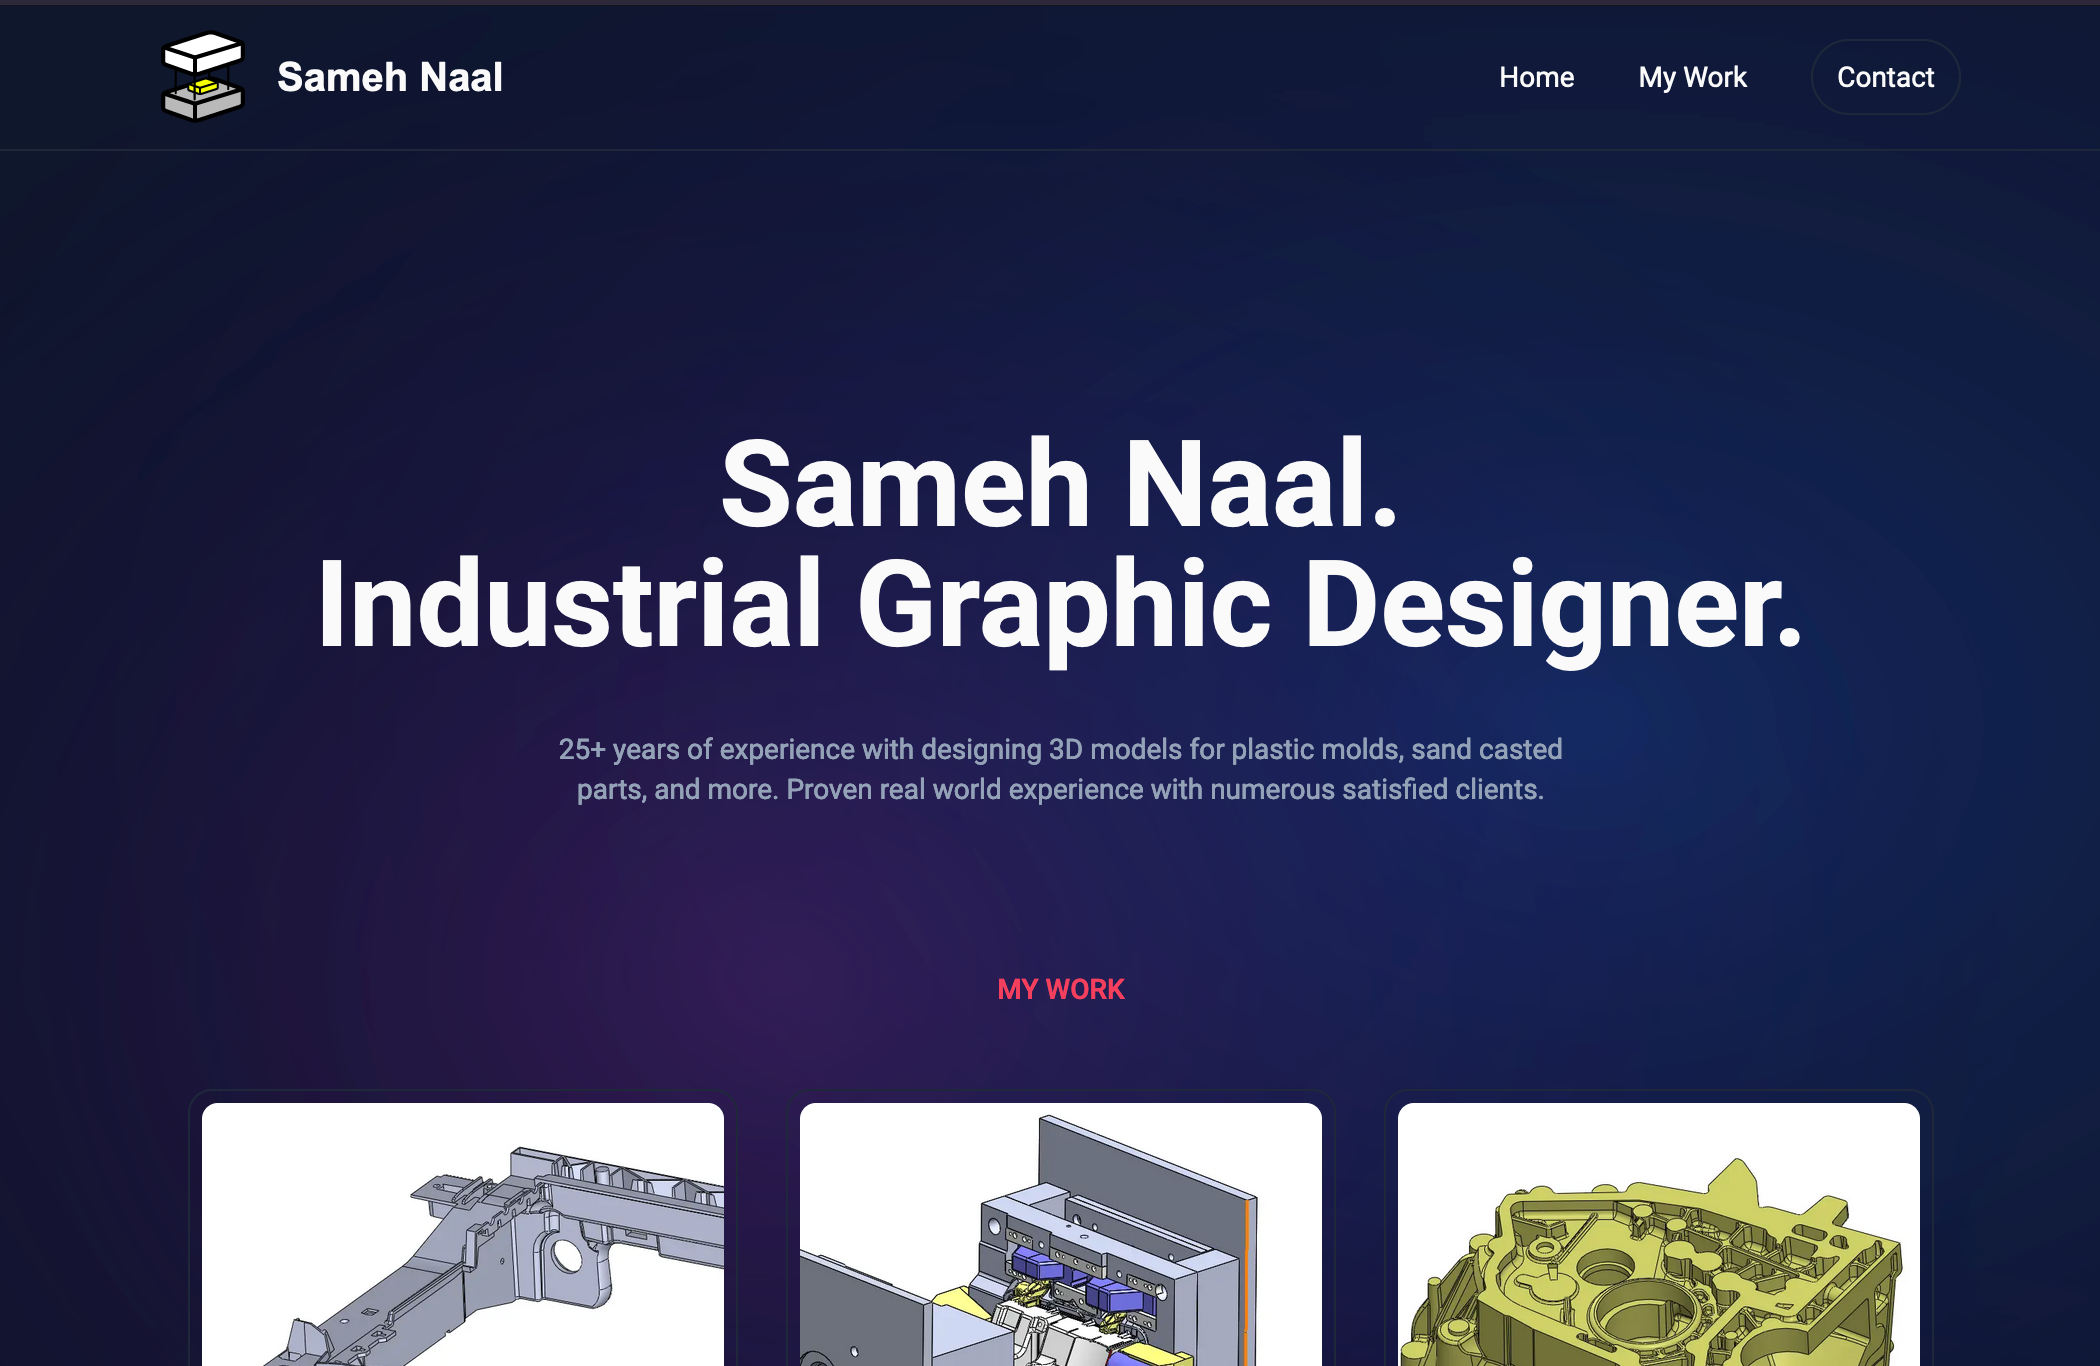 Sameh Naal
Home
My Work
Contact
Sameh Naal.
Industrial Graphic Designer.
25+ years of experience with designing 3D models for plastic molds, sand casted
parts, and more. Proven real world experience with numerous satisfied clients.
MY WORK